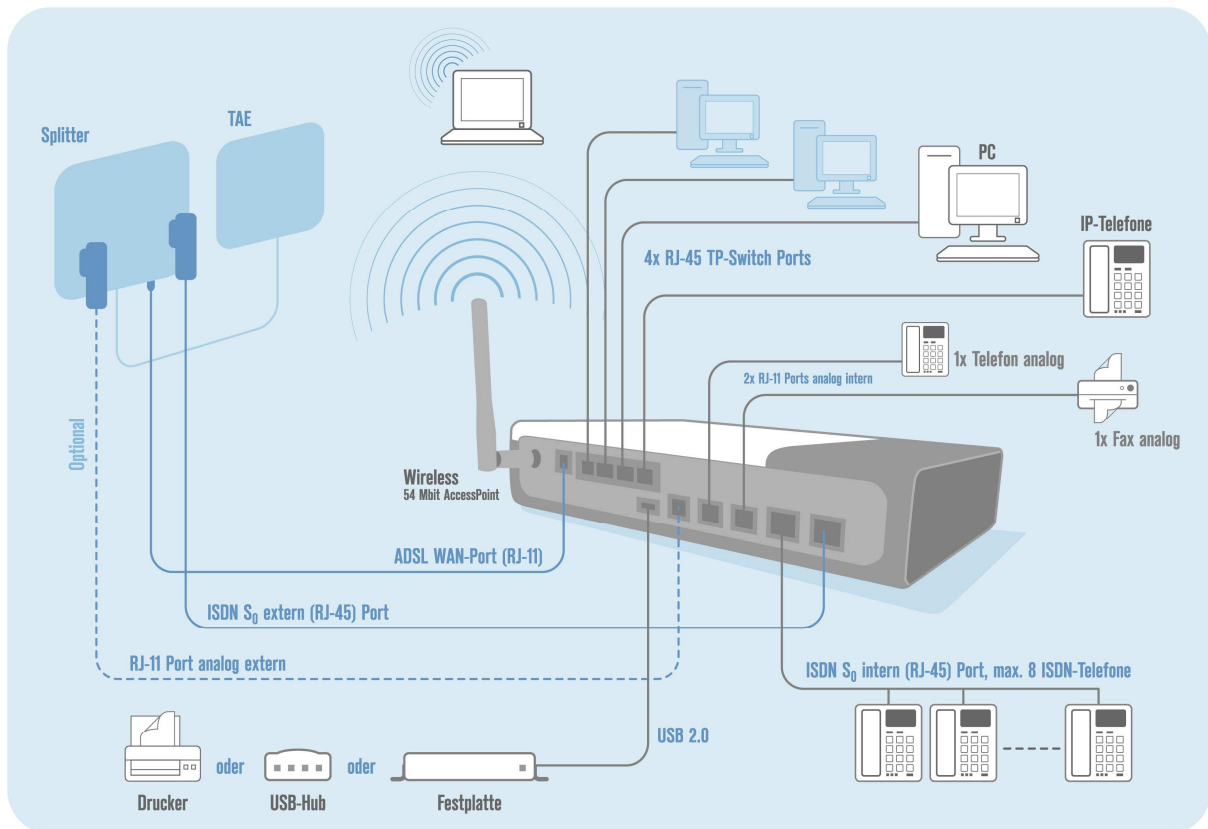 Splitter
TAE
PC
IP-Telefone
4x RJ-45 TP-Switch Ports
1x Telefon analog
2x RJ-11 Ports analog intern
1x Fax analog
Optional
Wireless
54 Mbit AccessPoint
ADSL WAN-Port (RJ-11)
ISDN S₀ extern (RJ-45) Port
RJ-11 Port analog extern
ISDN S₀ intern (RJ-45) Port, max. 8 ISDN-Telefone
USB 2.0
oder
oder
Drucker
USB-Hub
Festplatte